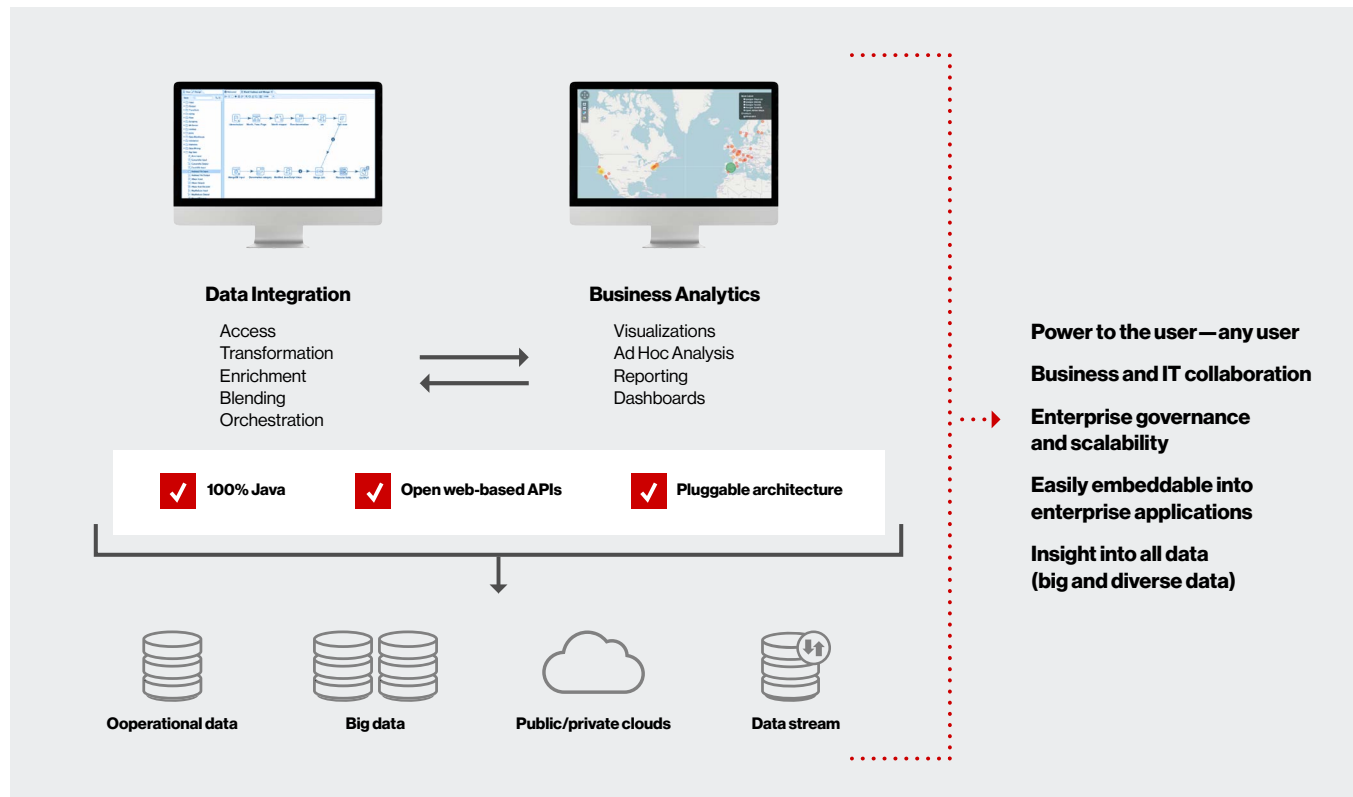 Data Integration
Access
Transformation
Enrichment
Blending
Orchestration
Business Analytics
Visualizations
Ad Hoc Analysis
Reporting
Dashboards
100% Java
Open web-based APIs
Pluggable architecture
Ooperational data
Big data
Public/private clouds
Data stream
Power to the user—any user
Business and IT collaboration
Enterprise governance
and scalability
Easily embeddable into
enterprise applications
Insight into all data
(big and diverse data)